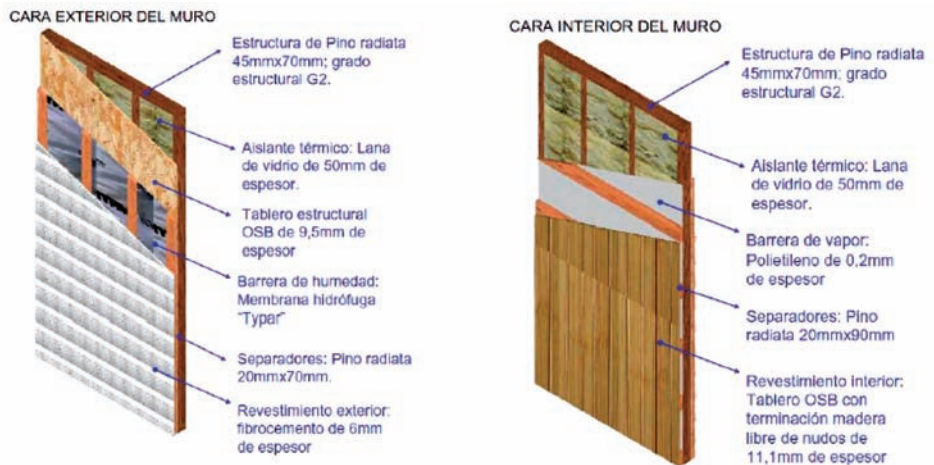 CARA EXTERIOR DEL MURO
Estructura de Pino radiata
45mmx70mm; grado
estructural G2.
Aislante térmico: Lana
de vidrio de 50mm de
espesor.
Tablero estructural
OSB de 9,5mm de
espesor
Barrera de humedad:
Membrana hidrófuga
"Typar"
Separadores: Pino radiata
20mmx70mm.
Revestimiento exterior:
fibrocemento de 6mm
de espesor
CARA INTERIOR DEL MURO
Estructura de Pino radiata
45mmx70mm; grado
estructural G2.
Aislante térmico: Lana
de vidrio de 50mm de
espesor.
Barrera de vapor:
Polietileno de 0,2mm
de espesor
Separadores: Pino
radiata 20mmx90mm
Revestimiento interior:
Tablero OSB con
terminación madera
libre de nudos de
11,1mm de espesor